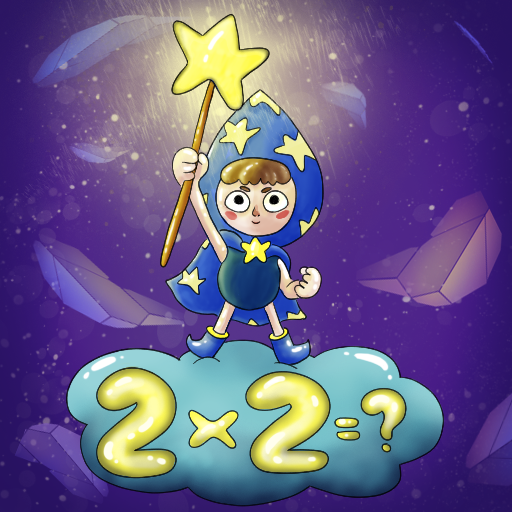 2 × 2 = ?